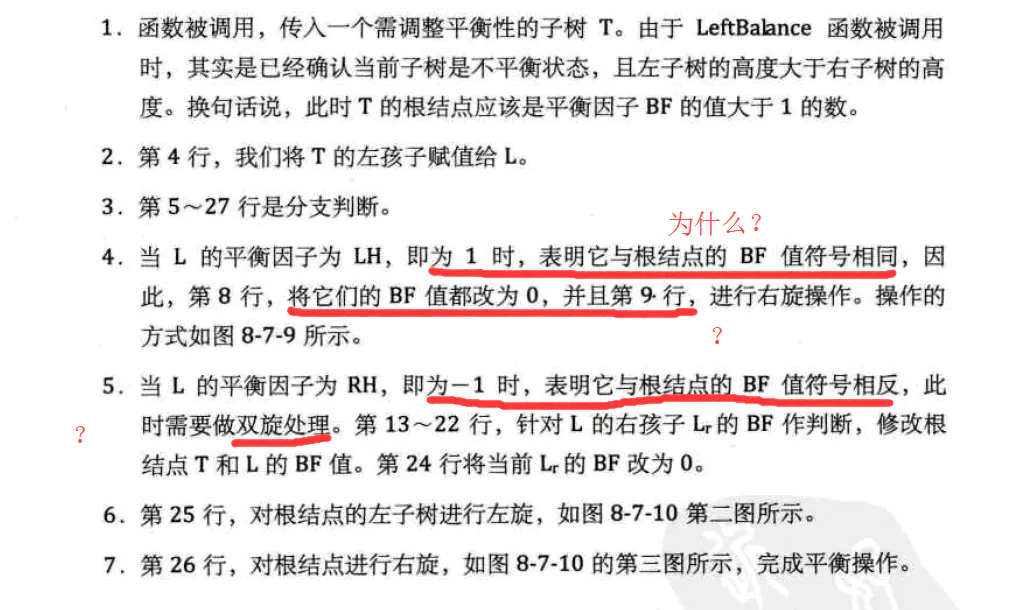 1. 函数被调用，传入一个需调整平衡性的子树 T。由于 LeftBalance 函数被调用
时，其实是已经确认当前子树是不平衡状态，且左子树的高度大于右子树的高
度。换句话说，此时 T 的根结点应该是平衡因子 BF 的值大于 1 的数。
2. 第 4 行，我们将 T 的左孩子赋值给 L。
3. 第 5～27 行是分支判断。
为什么？
4. 当 L 的平衡因子为 LH，即为 1 时，表明它与根结点的 BF 值符号相同，因
此，第 8 行，将它们的 BF 值都改为 0，并且第 9 行，进行右旋操作。操作的
方式如图 8-7-9 所示。
？
5. 当 L 的平衡因子为 RH，即为－1 时，表明它与根结点的 BF 值符号相反，此
时需要做双旋处理。第 13～22 行，针对 L 的右孩子 Lr 的 BF 作判断，修改根
？
结点 T 和 L 的 BF 值。第 24 行将当前 Lr 的 BF 改为 0。
6. 第 25 行，对根结点的左子树进行左旋，如图 8-7-10 第二图所示。
7. 第 26 行，对根结点进行右旋，如图 8-7-10 的第三图所示，完成平衡操作。